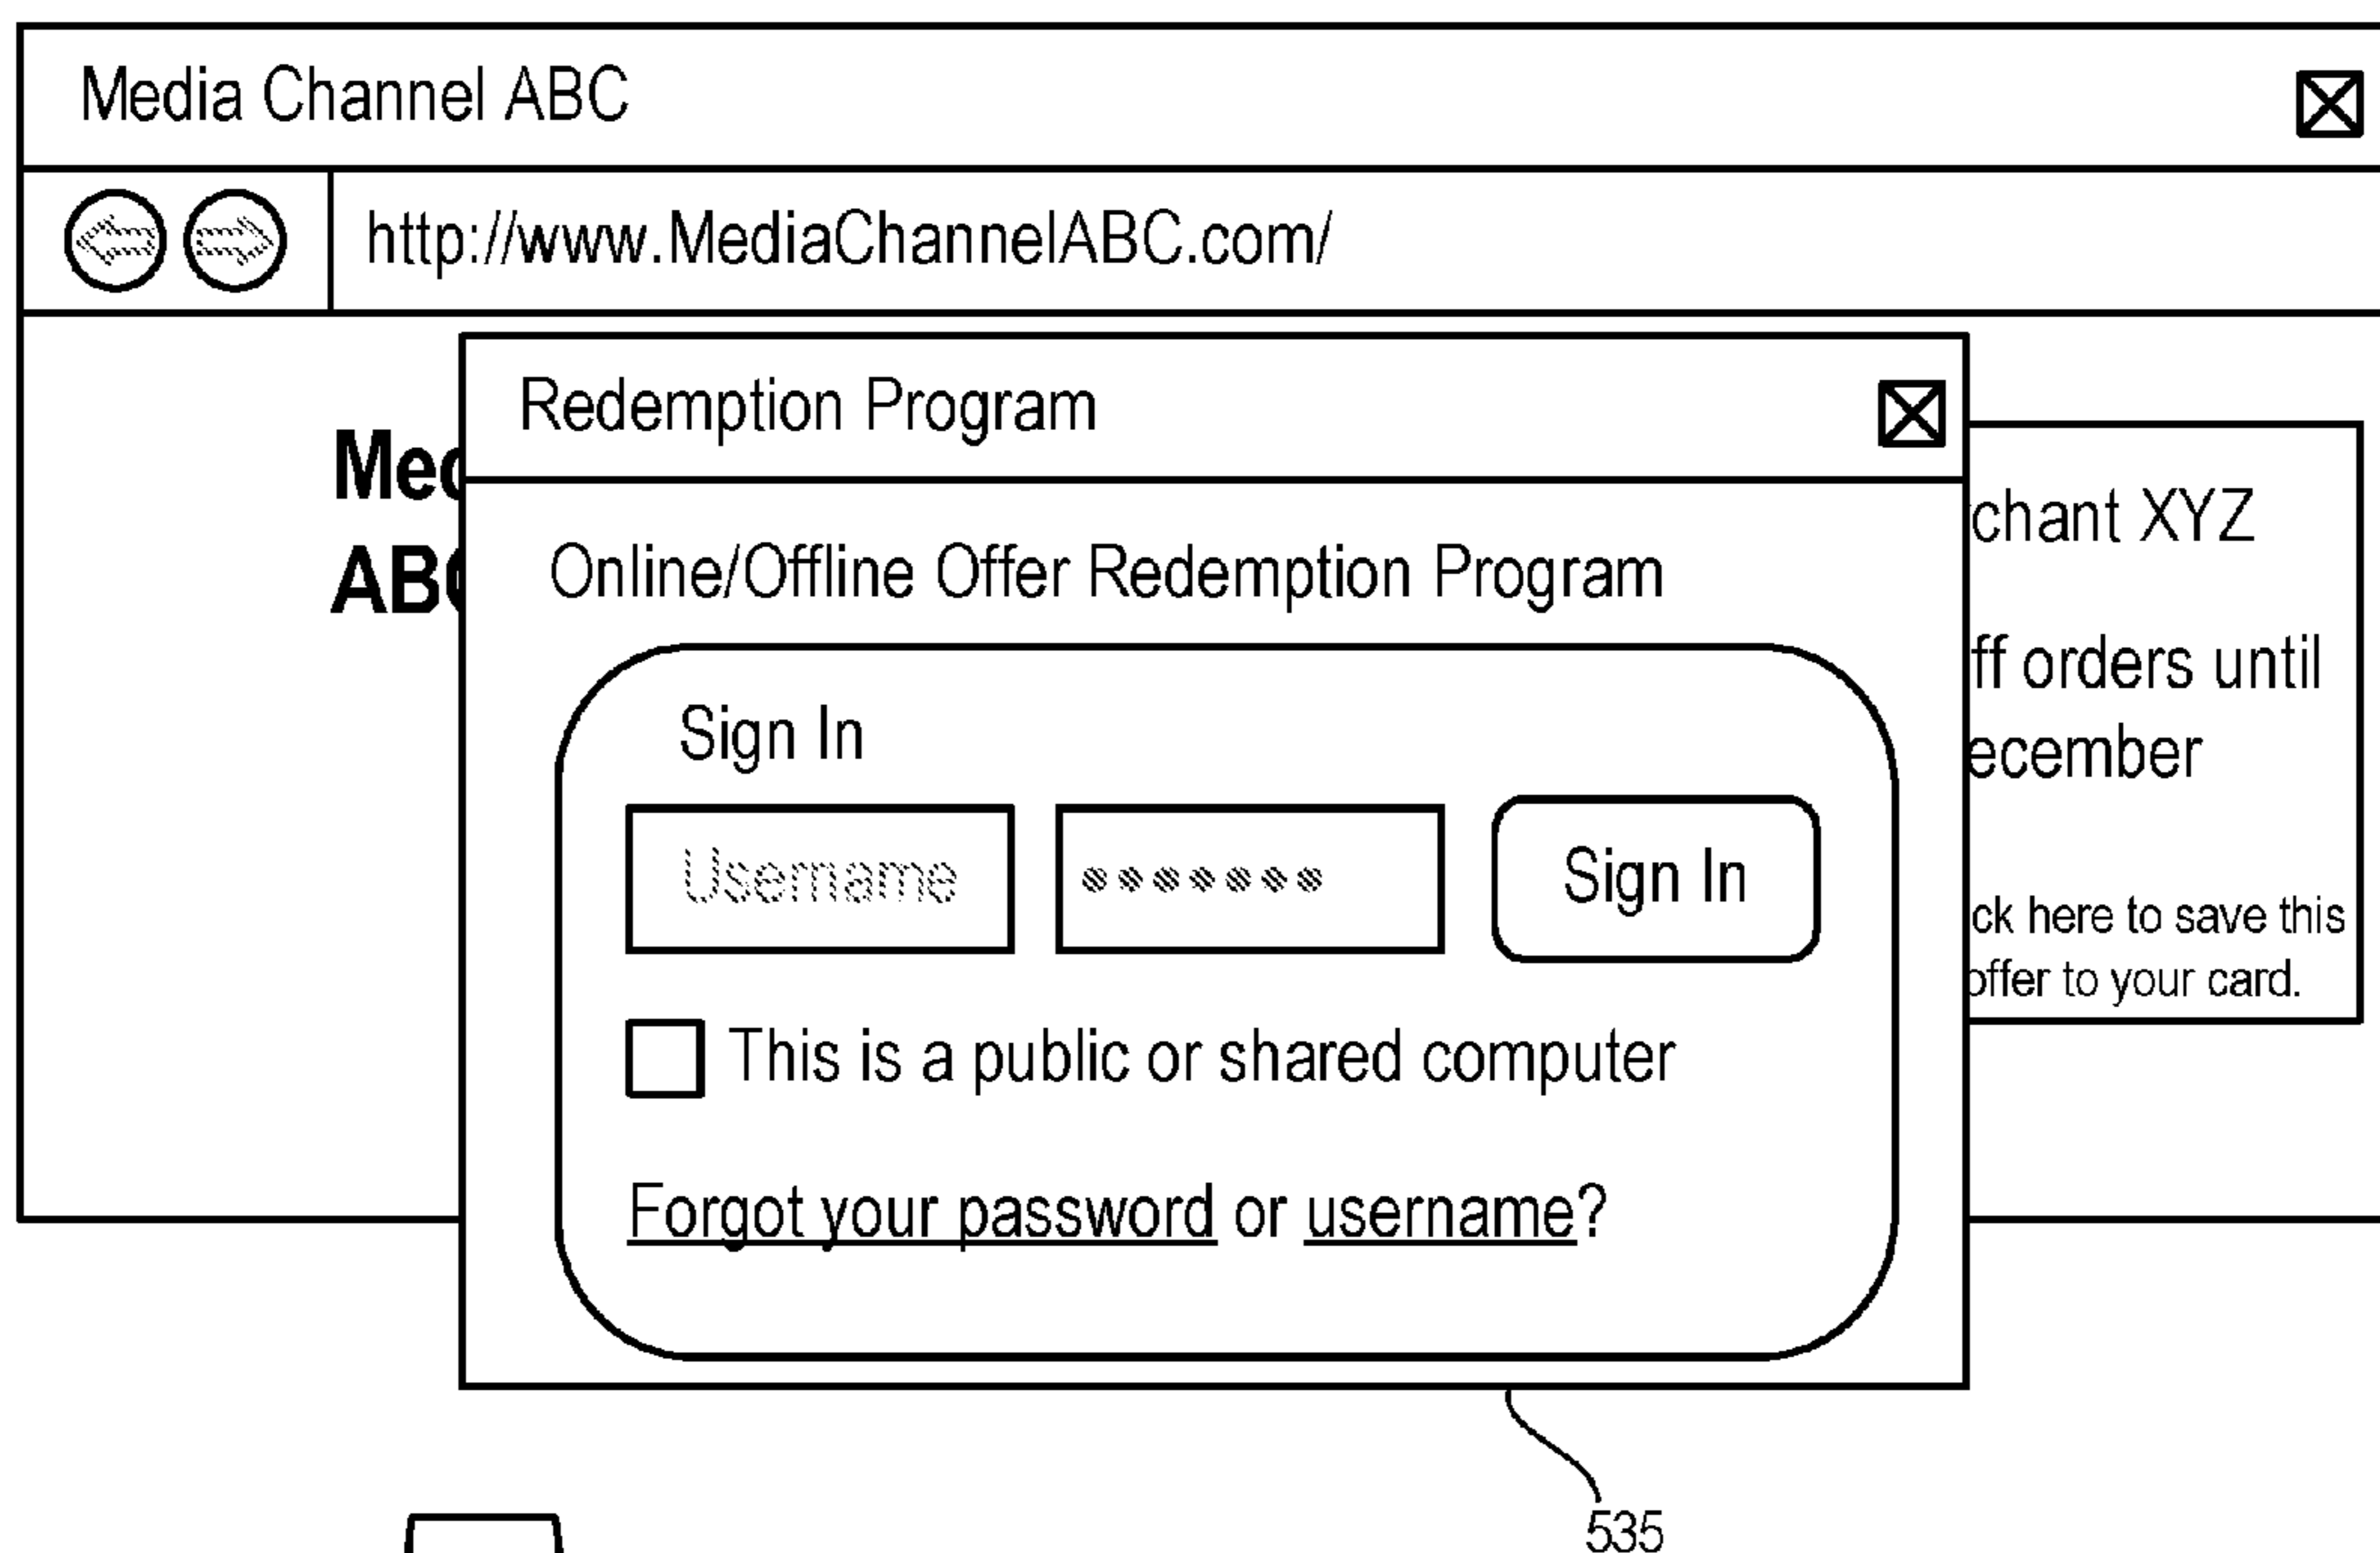 Media Channel ABC
http://www.MediaChannelABC.com/
Redemption Program
Online/Offline Offer Redemption Program
Sign In
Username
Sign In
This is a public or shared computer
Forgot your password or username?
chant XYZ
ff orders until
ecember
ck here to save this
offer to your card.
535